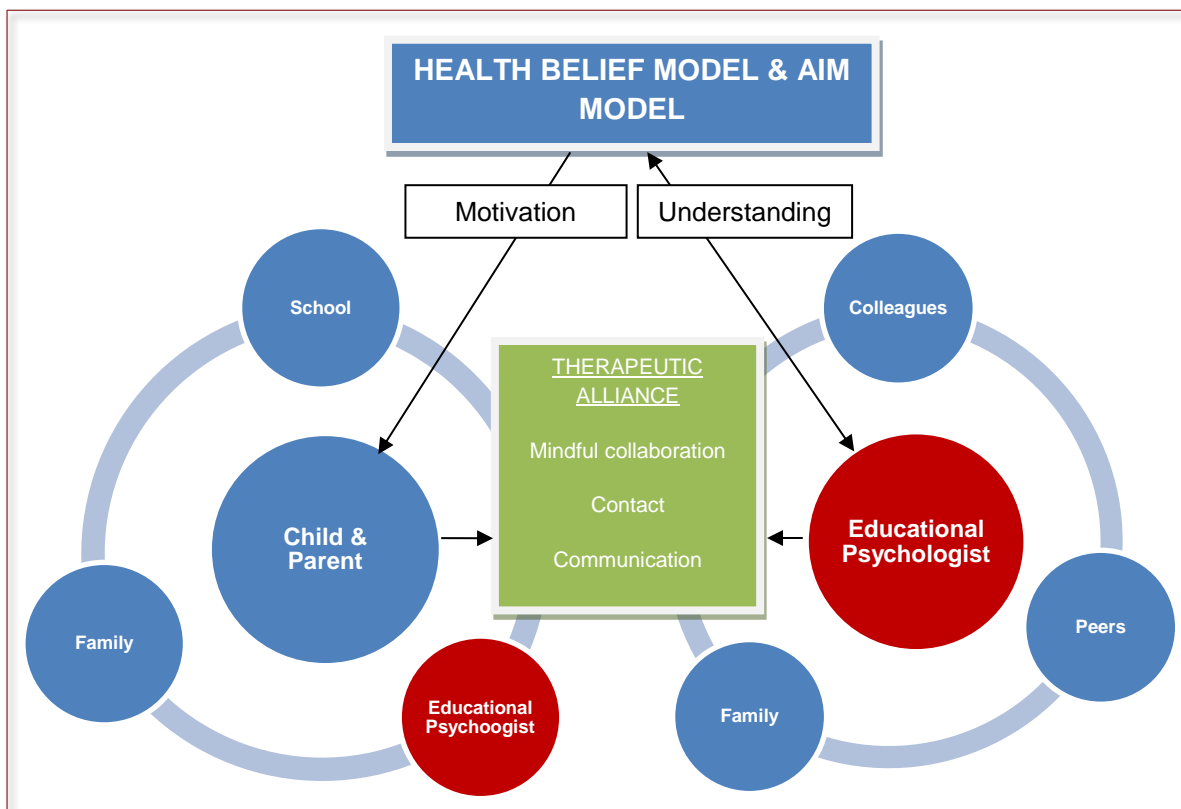 HEALTH BELIEF MODEL & AIM
MODEL
Motivation
Understanding
School
Colleagues
THERAPEUTIC
ALLIANCE
Mindful collaboration
Contact
Communication
Child &
Parent
Educational
Psychologist
Family
Peers
Educational
Psychoogist
Family